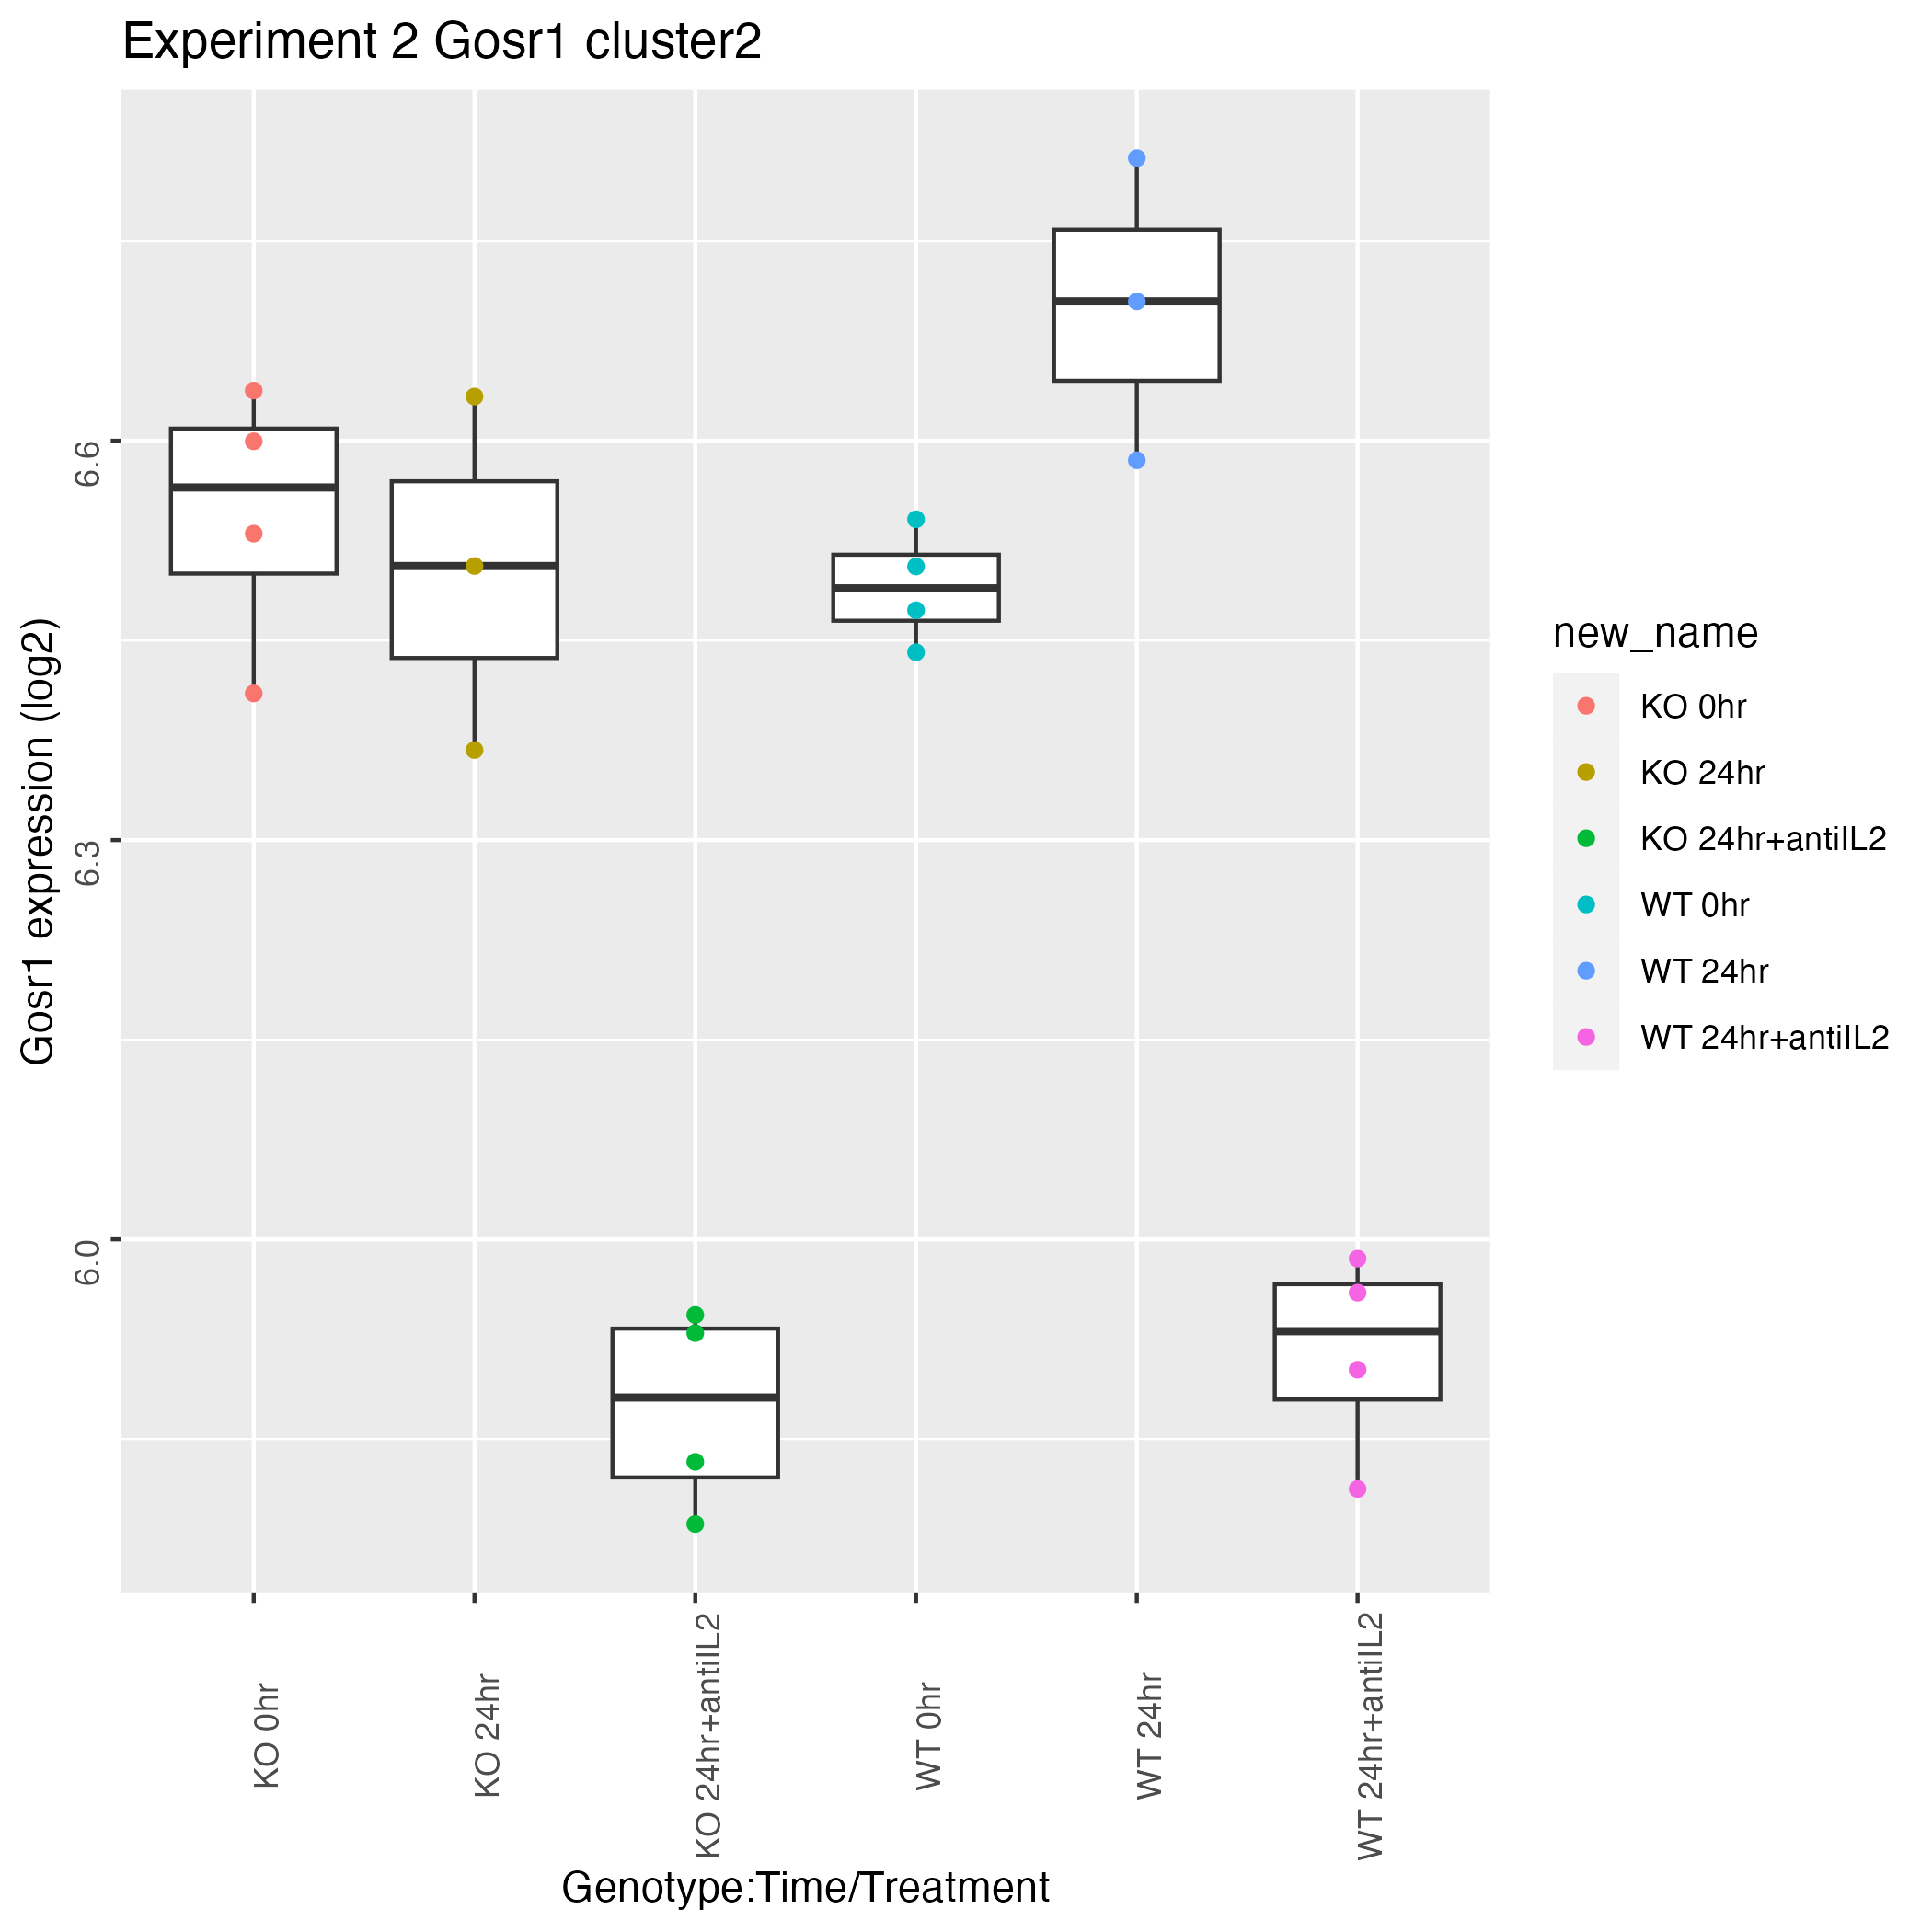 Experiment 2 Gosr1 cluster2
Gosr1 expression (log2)
6.6
6.3
6.0
KO 0hr
KO 24hr
KO 24hr+antiIL2
WT 0hr
WT 24hr
WT 24hr+antiIL2
Genotype:Time/Treatment
new_name
KO 0hr
KO 24hr
KO 24hr+antiIL2
WT 0hr
WT 24hr
WT 24hr+antiIL2